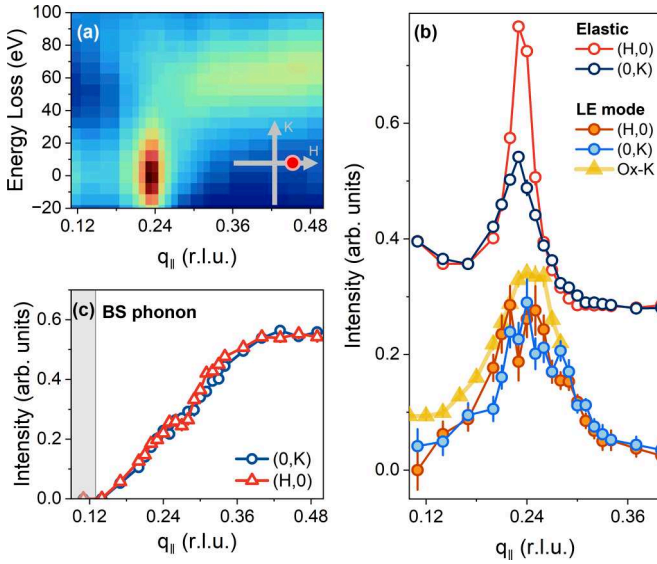 (a)
Energy Loss (eV)
100
80
60
40
20
0
−20
K
H
0.12 0.24 0.36 0.48
q∥ (r.l.u.)
(c) BS phonon
Intensity (arb. units)
0.6
0.4
0.2
0.0
(0,K)
(H,0)
0.12 0.24 0.36 0.48
q∥ (r.l.u.)
(b)
Intensity (arb. units)
0.8
0.6
0.4
0.2
0.0
Elastic
(H,0)
(0,K)
LE mode
(H,0)
(0,K)
Ox-K
0.12 0.24 0.36
q∥ (r.l.u.)